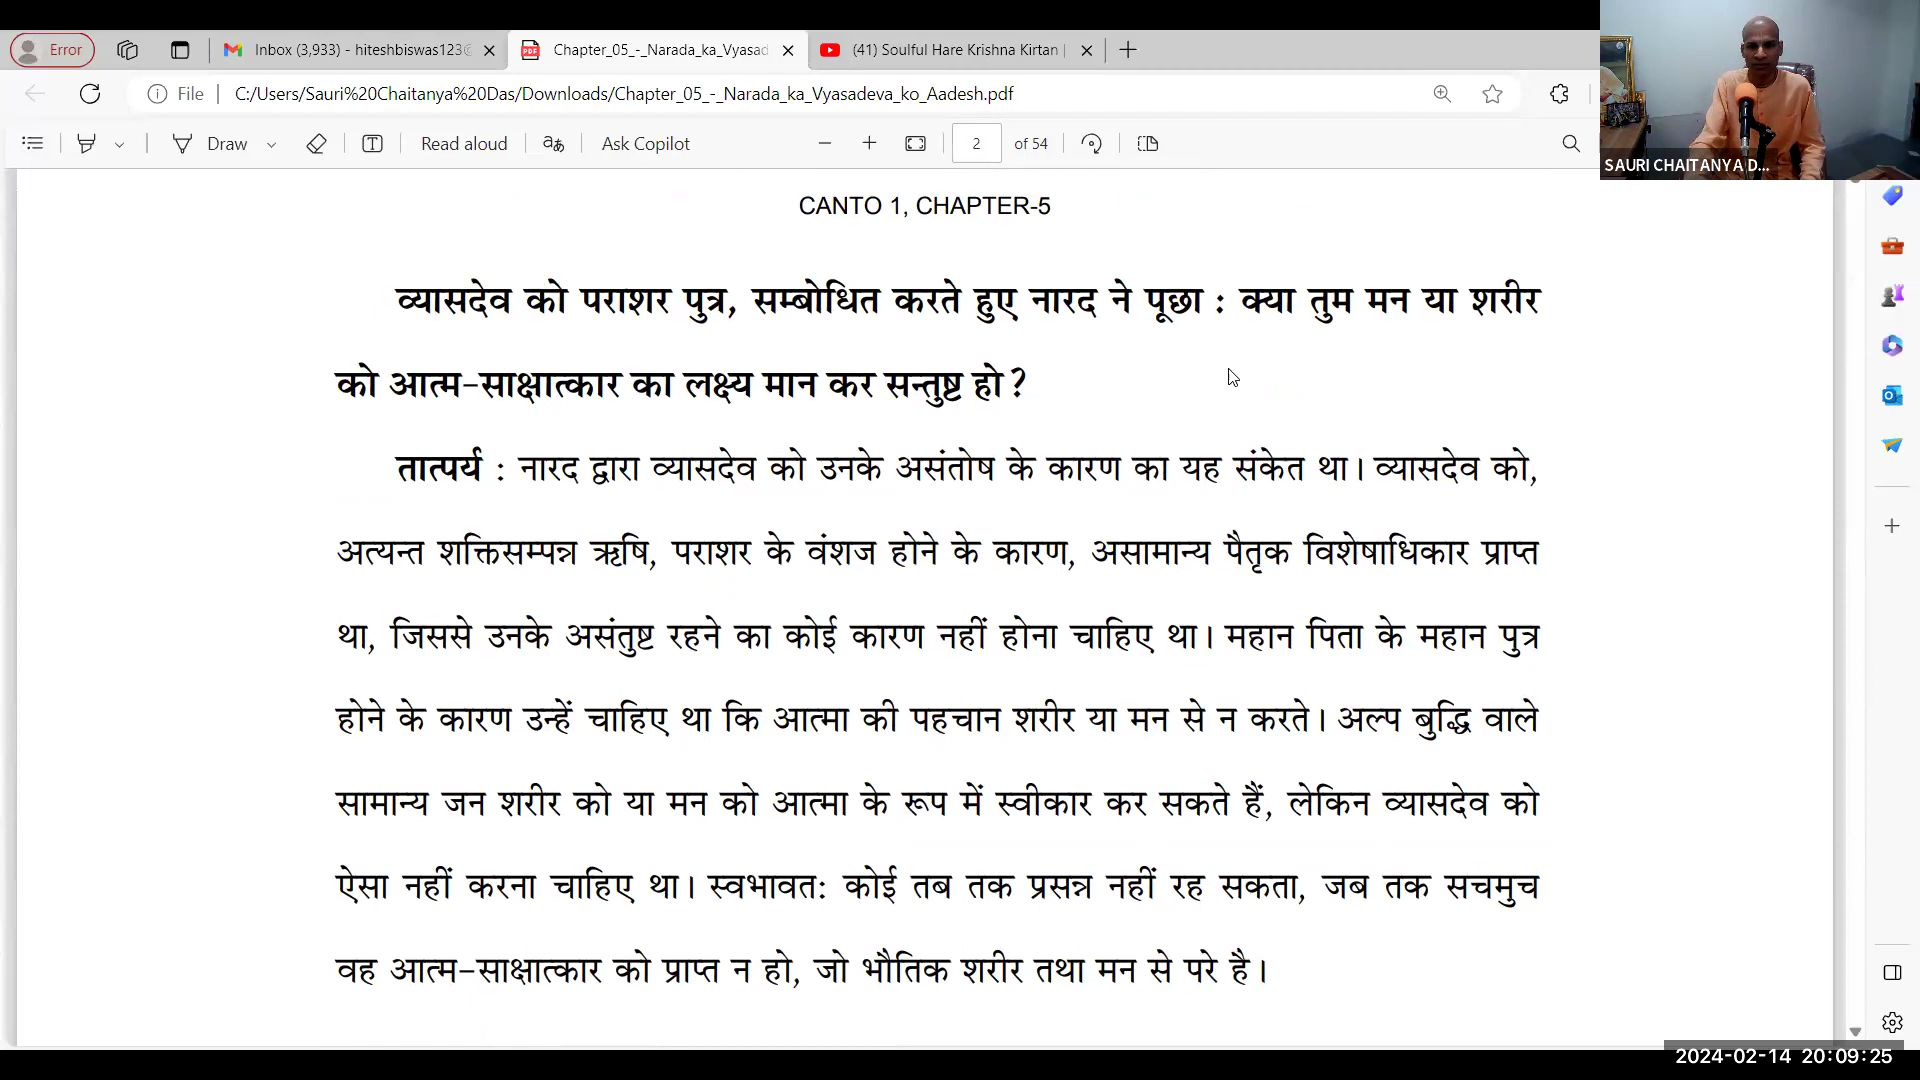 Error
Inbox (3,933) - hiteshbiswas123@
Chapter_05_-_Narada_ka_Vyasad
(41) Soulful Hare Krishna Kirtan |
File
C:/Users/Sauri%20Chaitanya%20Das/Downloads/Chapter_05_-_Narada_ka_Vyasadeva_ko_Aadesh.pdf
Draw
Read aloud
Ask Copilot
2 of 54
SAURI CHAITANYA D...
CANTO 1, CHAPTER-5
व्यासदेव को पराशर पुत्र, सम्बोधित करते हुए नारद ने पूछा : क्या तुम मन या शरीर
को आत्म-साक्षात्कार का लक्ष्य मान कर सन्तुष्ट हो?
तात्पर्य : नारद द्वारा व्यासदेव को उनके असंतोष के कारण का यह संकेत था। व्यासदेव को,
अत्यन्त शक्तिसम्पन्न ऋषि, पराशर के वंशज होने के कारण, असामान्य पैतृक विशेषाधिकार प्राप्त
था, जिससे उनके असंतुष्ट रहने का कोई कारण नहीं होना चाहिए था। महान पिता के महान पुत्र
होने के कारण उन्हें चाहिए था कि आत्मा की पहचान शरीर या मन से न करते। अल्प बुद्धि वाले
सामान्य जन शरीर को या मन को आत्मा के रूप में स्वीकार कर सकते हैं, लेकिन व्यासदेव को
ऐसा नहीं करना चाहिए था। स्वभावतः कोई तब तक प्रसन्न नहीं रह सकता, जब तक सचमुच
वह आत्म-साक्षात्कार को प्राप्त न हो, जो भौतिक शरीर तथा मन से परे है।
2024-02-14 20:09:25